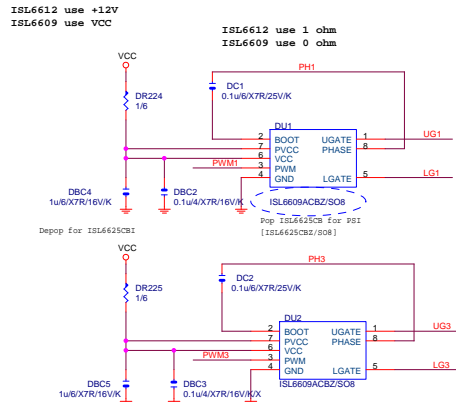 ISL6612 use +12V
ISL6609 use VCC
ISL6612 use 1 ohm
ISL6609 use 0 ohm
VCC
PH1
DR224
1/6
DC1
0.1u/6/X7R/25V/K
DU1
2 BOOT UGATE 1 UG1
7 PVCC PHASE 8
6 VCC
PWM1 3 PWM
4 GND LGATE 5 LG1
DBC4
1u/6/X7R/16V/K
DBC2
0.1u/4/X7R/16V/K
ISL6609ACBZ/SO8
Pop ISL6625CB for PSI
[ISL6625CBZ/SO8]
Depop for ISL6625CBI
VCC
PH3
DR225
1/6
DC2
0.1u/6/X7R/25V/K
DU2
2 BOOT UGATE 1 UG3
7 PVCC PHASE 8
6 VCC
PWM3 3 PWM
4 GND LGATE 5 LG3
DBC5
1u/6/X7R/16V/K
DBC3
0.1u/4/X7R/16V/K/X
ISL6609ACBZ/SO8